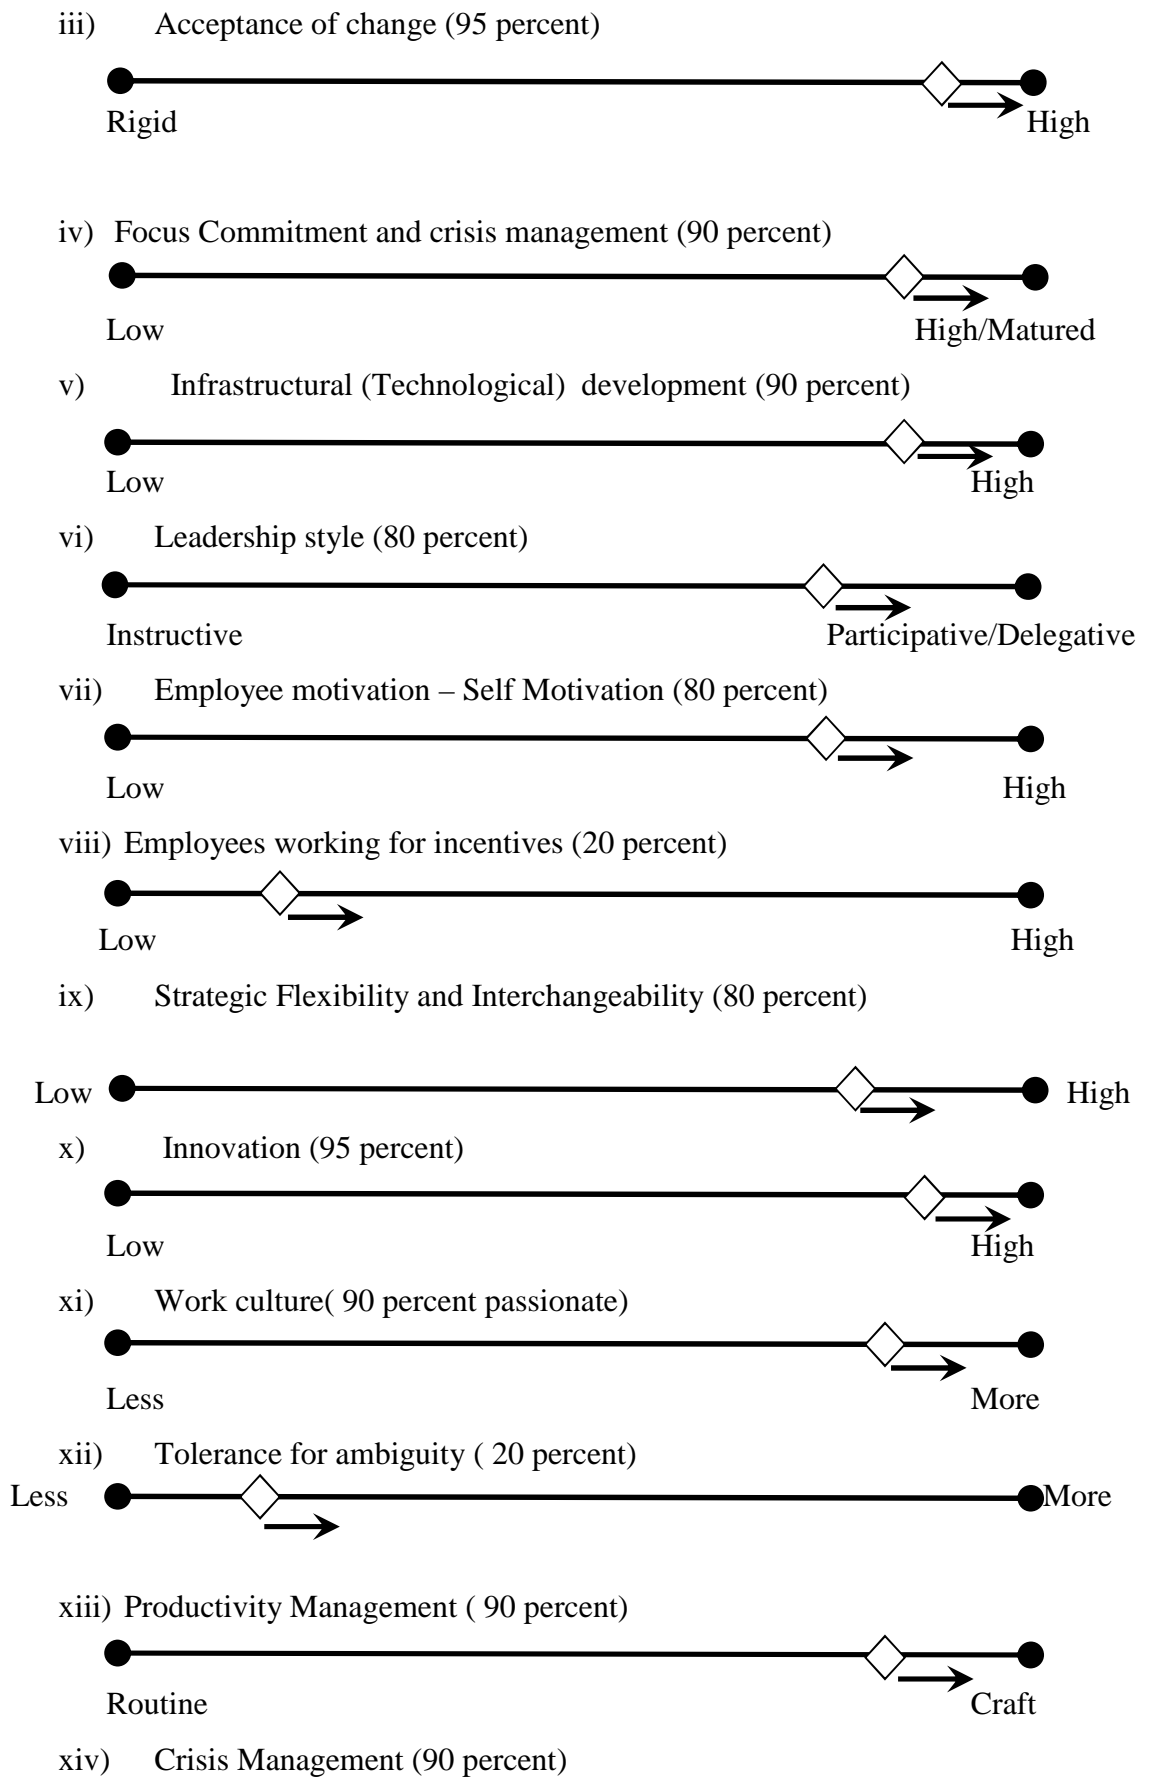 iii) Acceptance of change (95 percent)
Rigid High
iv) Focus Commitment and crisis management (90 percent)
Low High/Matured
v) Infrastructural (Technological) development (90 percent)
Low High
vi) Leadership style (80 percent)
Instructive Participative/Delegative
vii) Employee motivation – Self Motivation (80 percent)
Low High
viii) Employees working for incentives (20 percent)
Low High
ix) Strategic Flexibility and Interchangeability (80 percent)
Low High
x) Innovation (95 percent)
Low High
xi) Work culture( 90 percent passionate)
Less More
xii) Tolerance for ambiguity ( 20 percent)
Less More
xiii) Productivity Management ( 90 percent)
Routine Craft
xiv) Crisis Management (90 percent)